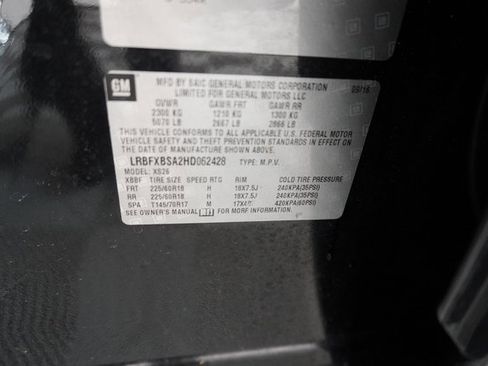 GM
MFD BY SAIC GENERAL MOTORS CORPORATION 09/16
LIMITED FOR GENERAL MOTORS LLC
GVWR GAWR FRT GAWR RR
2300 KG 1210 KG 1300 KG
5070 LB 2667 LB 2866 LB
THIS VEHICLE CONFORMS TO ALL APPLICABLE U.S. FEDERAL
MOTOR VEHICLE SAFETY AND THEFT PREVENTION STANDARDS
IN EFFECT ON THE DATE OF MANUFACTURE SHOWN ABOVE.
LRBFXBSA2HD062428 TYPE: M.P.V.
MODEL: XS26
XBBF TIRE SIZE SPEED RTG RIM COLD TIRE PRESSURE
FRT 225/60R18 H 18X7.5J 240KPA(35PSI)
RR 225/60R18 H 18X7.5J 240KPA(35PSI)
SPA T145/70R17 M 17X4B 420KPA(60PSI)
SEE OWNER'S MANUAL FOR MORE INFORMATION.